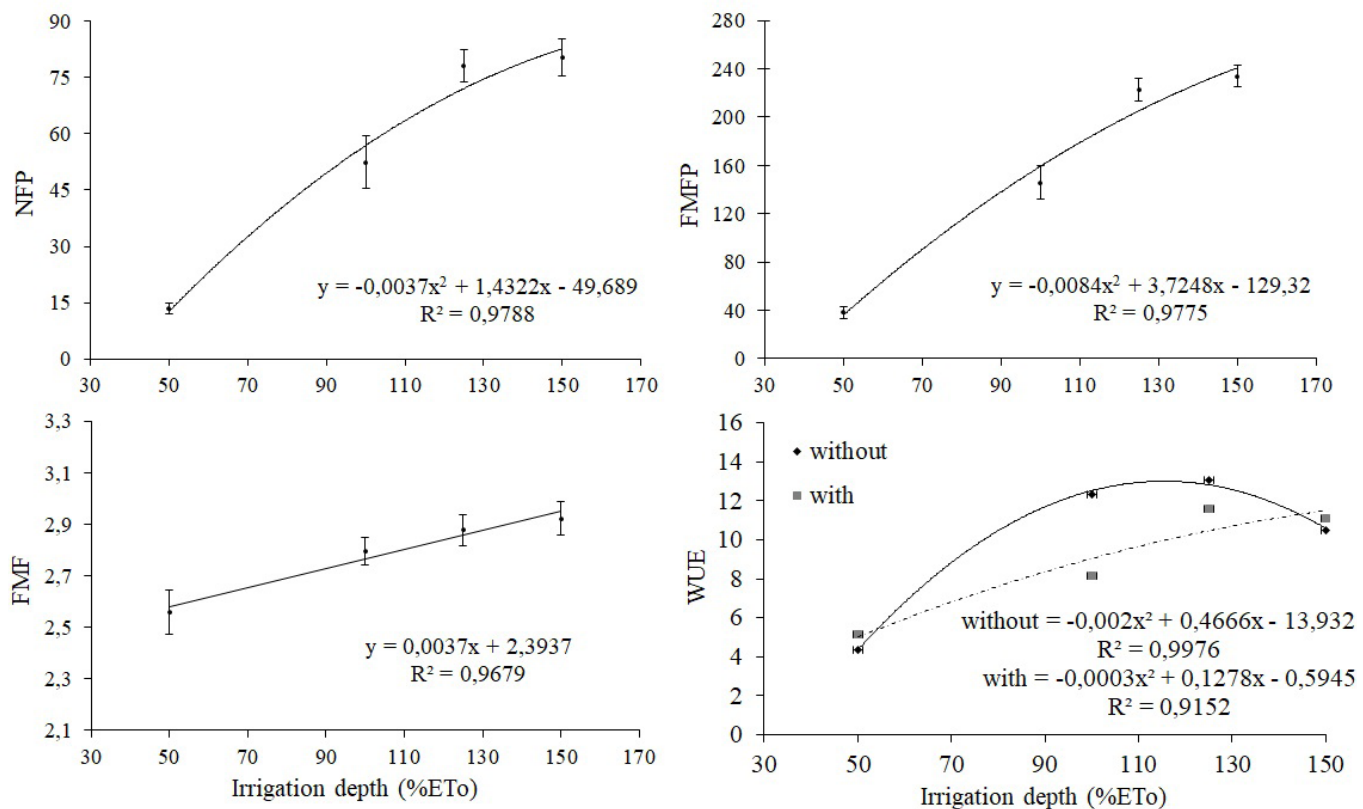 90
75
60
45
30
15
0
NFP
y = -0,0037x² + 1,4322x - 49,689
R² = 0,9788
30 50 70 90 110 130 150 170
280
240
200
160
120
80
40
0
FMFP
y = -0,0084x² + 3,7248x - 129,32
R² = 0,9775
30 50 70 90 110 130 150 170
3,3
3,1
2,9
2,7
2,5
2,3
2,1
FMF
y = 0,0037x + 2,3937
R² = 0,9679
30 50 70 90 110 130 150 170
Irrigation depth (%ETo)
16
14
12
10
8
6
4
2
0
WUE
without
with
without = -0,002x² + 0,4666x - 13,932
R² = 0,9976
with = -0,0003x² + 0,1278x - 0,5945
R² = 0,9152
30 50 70 90 110 130 150
Irrigation depth (%ETo)